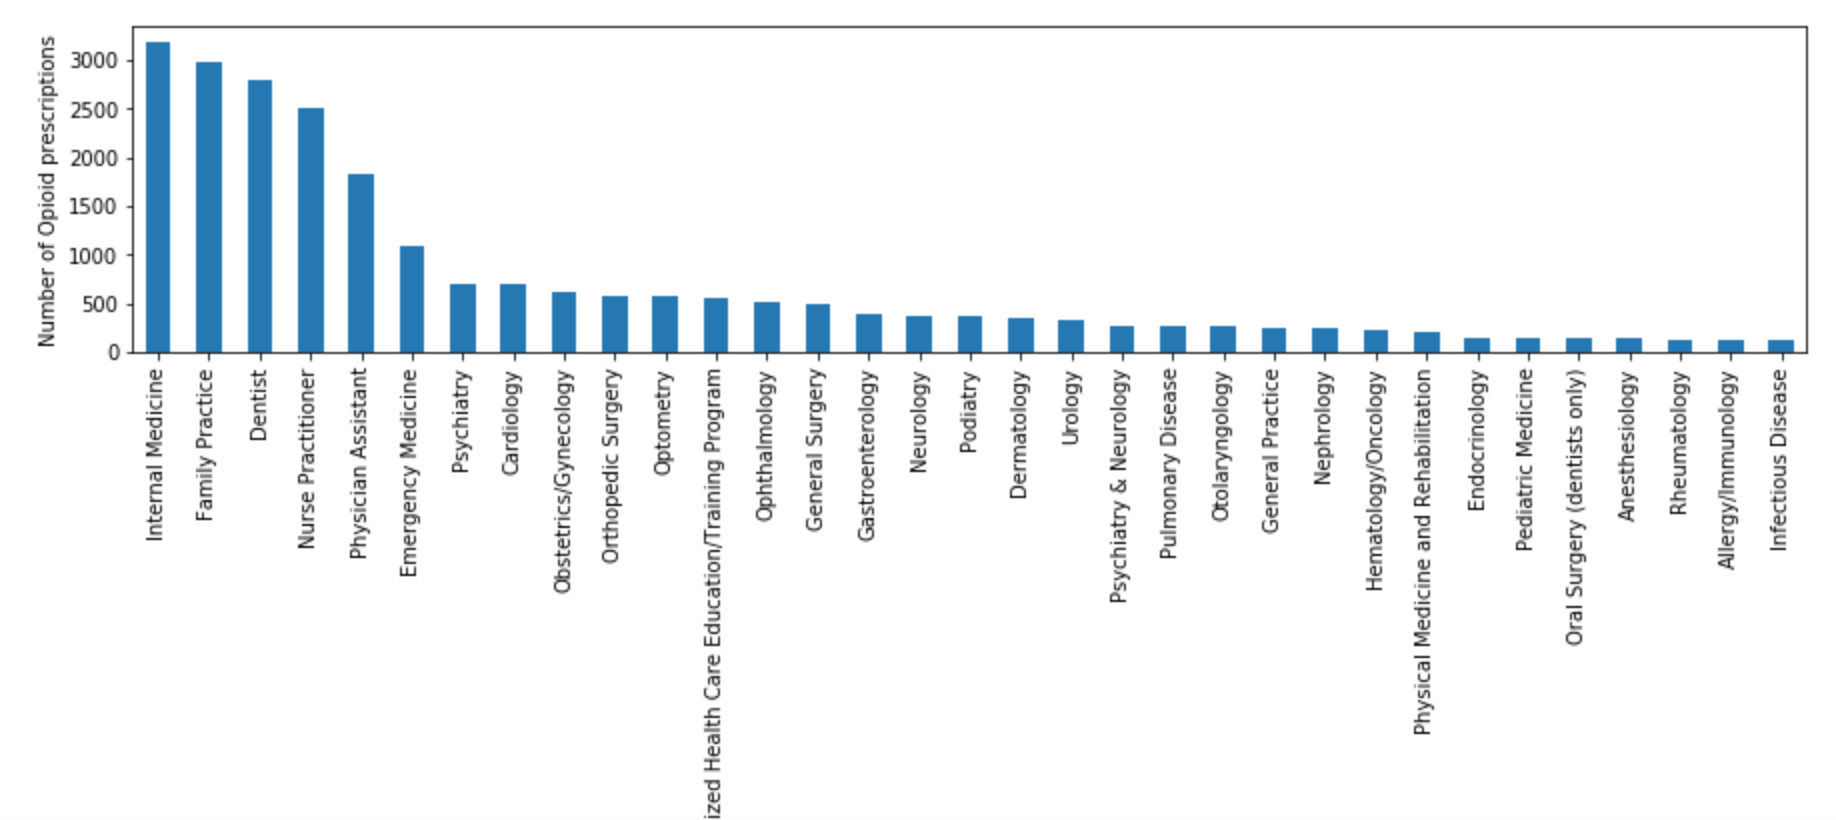 Number of Opioid prescriptions
3000
2500
2000
1500
1000
500
0
Internal Medicine
Family Practice
Dentist
Nurse Practitioner
Physician Assistant
Emergency Medicine
Psychiatry
Cardiology
Obstetrics/Gynecology
Orthopedic Surgery
Optometry
ized Health Care Education/Training Program
Ophthalmology
General Surgery
Gastroenterology
Neurology
Podiatry
Dermatology
Urology
Psychiatry & Neurology
Pulmonary Disease
Otolaryngology
General Practice
Nephrology
Hematology/Oncology
Physical Medicine and Rehabilitation
Endocrinology
Pediatric Medicine
Oral Surgery (dentists only)
Anesthesiology
Rheumatology
Allergy/Immunology
Infectious Disease